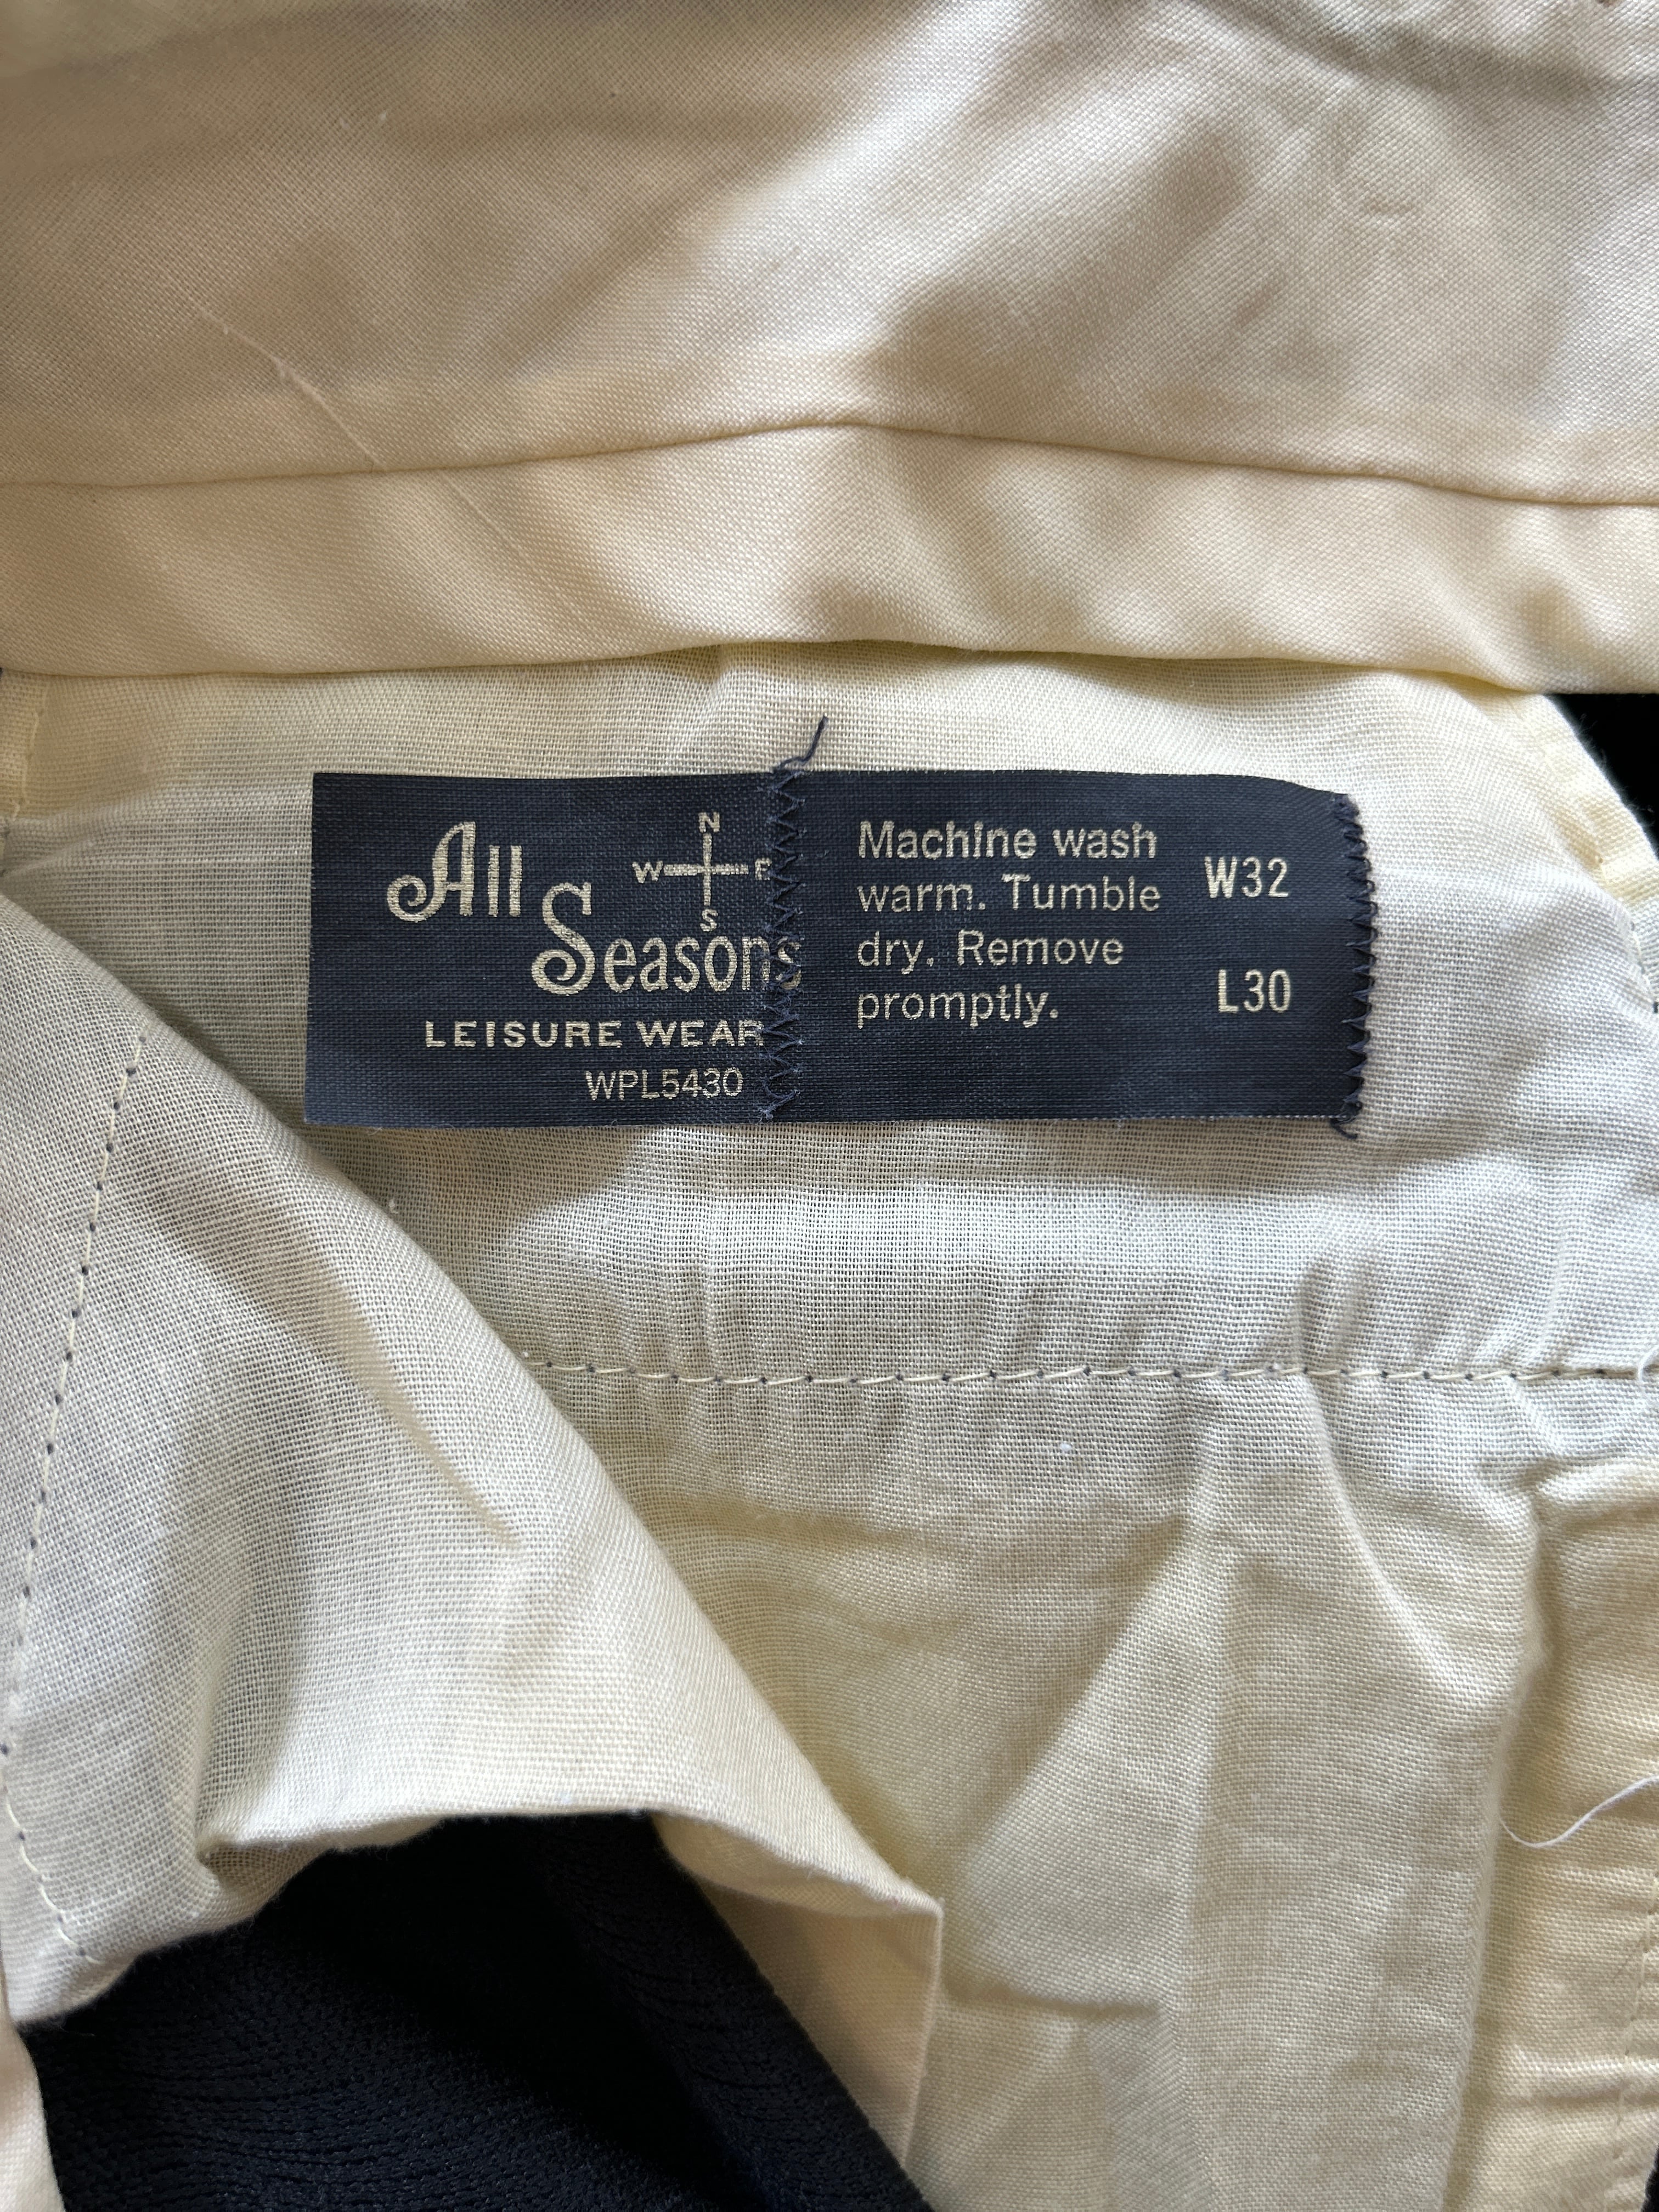 All
N
W E
S
Seasons
LEISURE WEAR
WPL5430
Machine wash
warm. Tumble
dry. Remove
promptly.
W32
L30